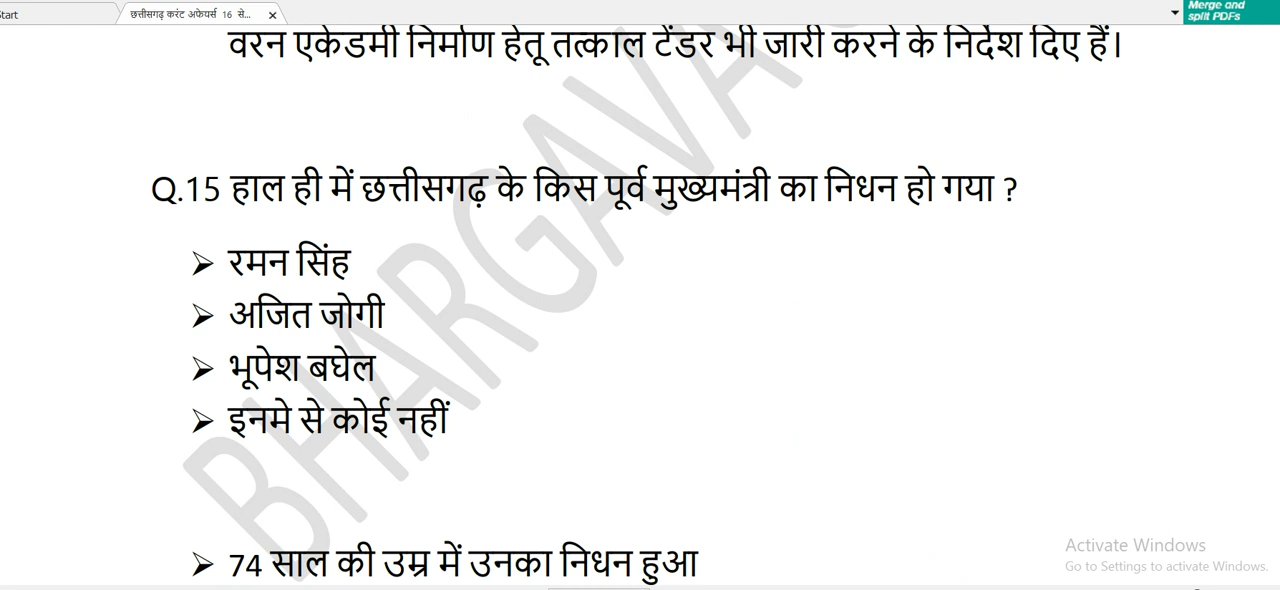 tart
छत्तीसगढ़ करंट अफेयर्स 16 से...
Merge and
split PDFs
वरन एकेडमी निर्माण हेतू तत्काल टेंडर भी जारी करने के निर्देश दिए हैं।
Q.15 हाल ही में छत्तीसगढ़ के किस पूर्व मुख्यमंत्री का निधन हो गया ?
➢ रमन सिंह
➢ अजित जोगी
➢ भूपेश बघेल
➢ इनमे से कोई नहीं
➢ 74 साल की उम्र में उनका निधन हुआ
BHARGAVA
Activate Windows
Go to Settings to activate Windows.